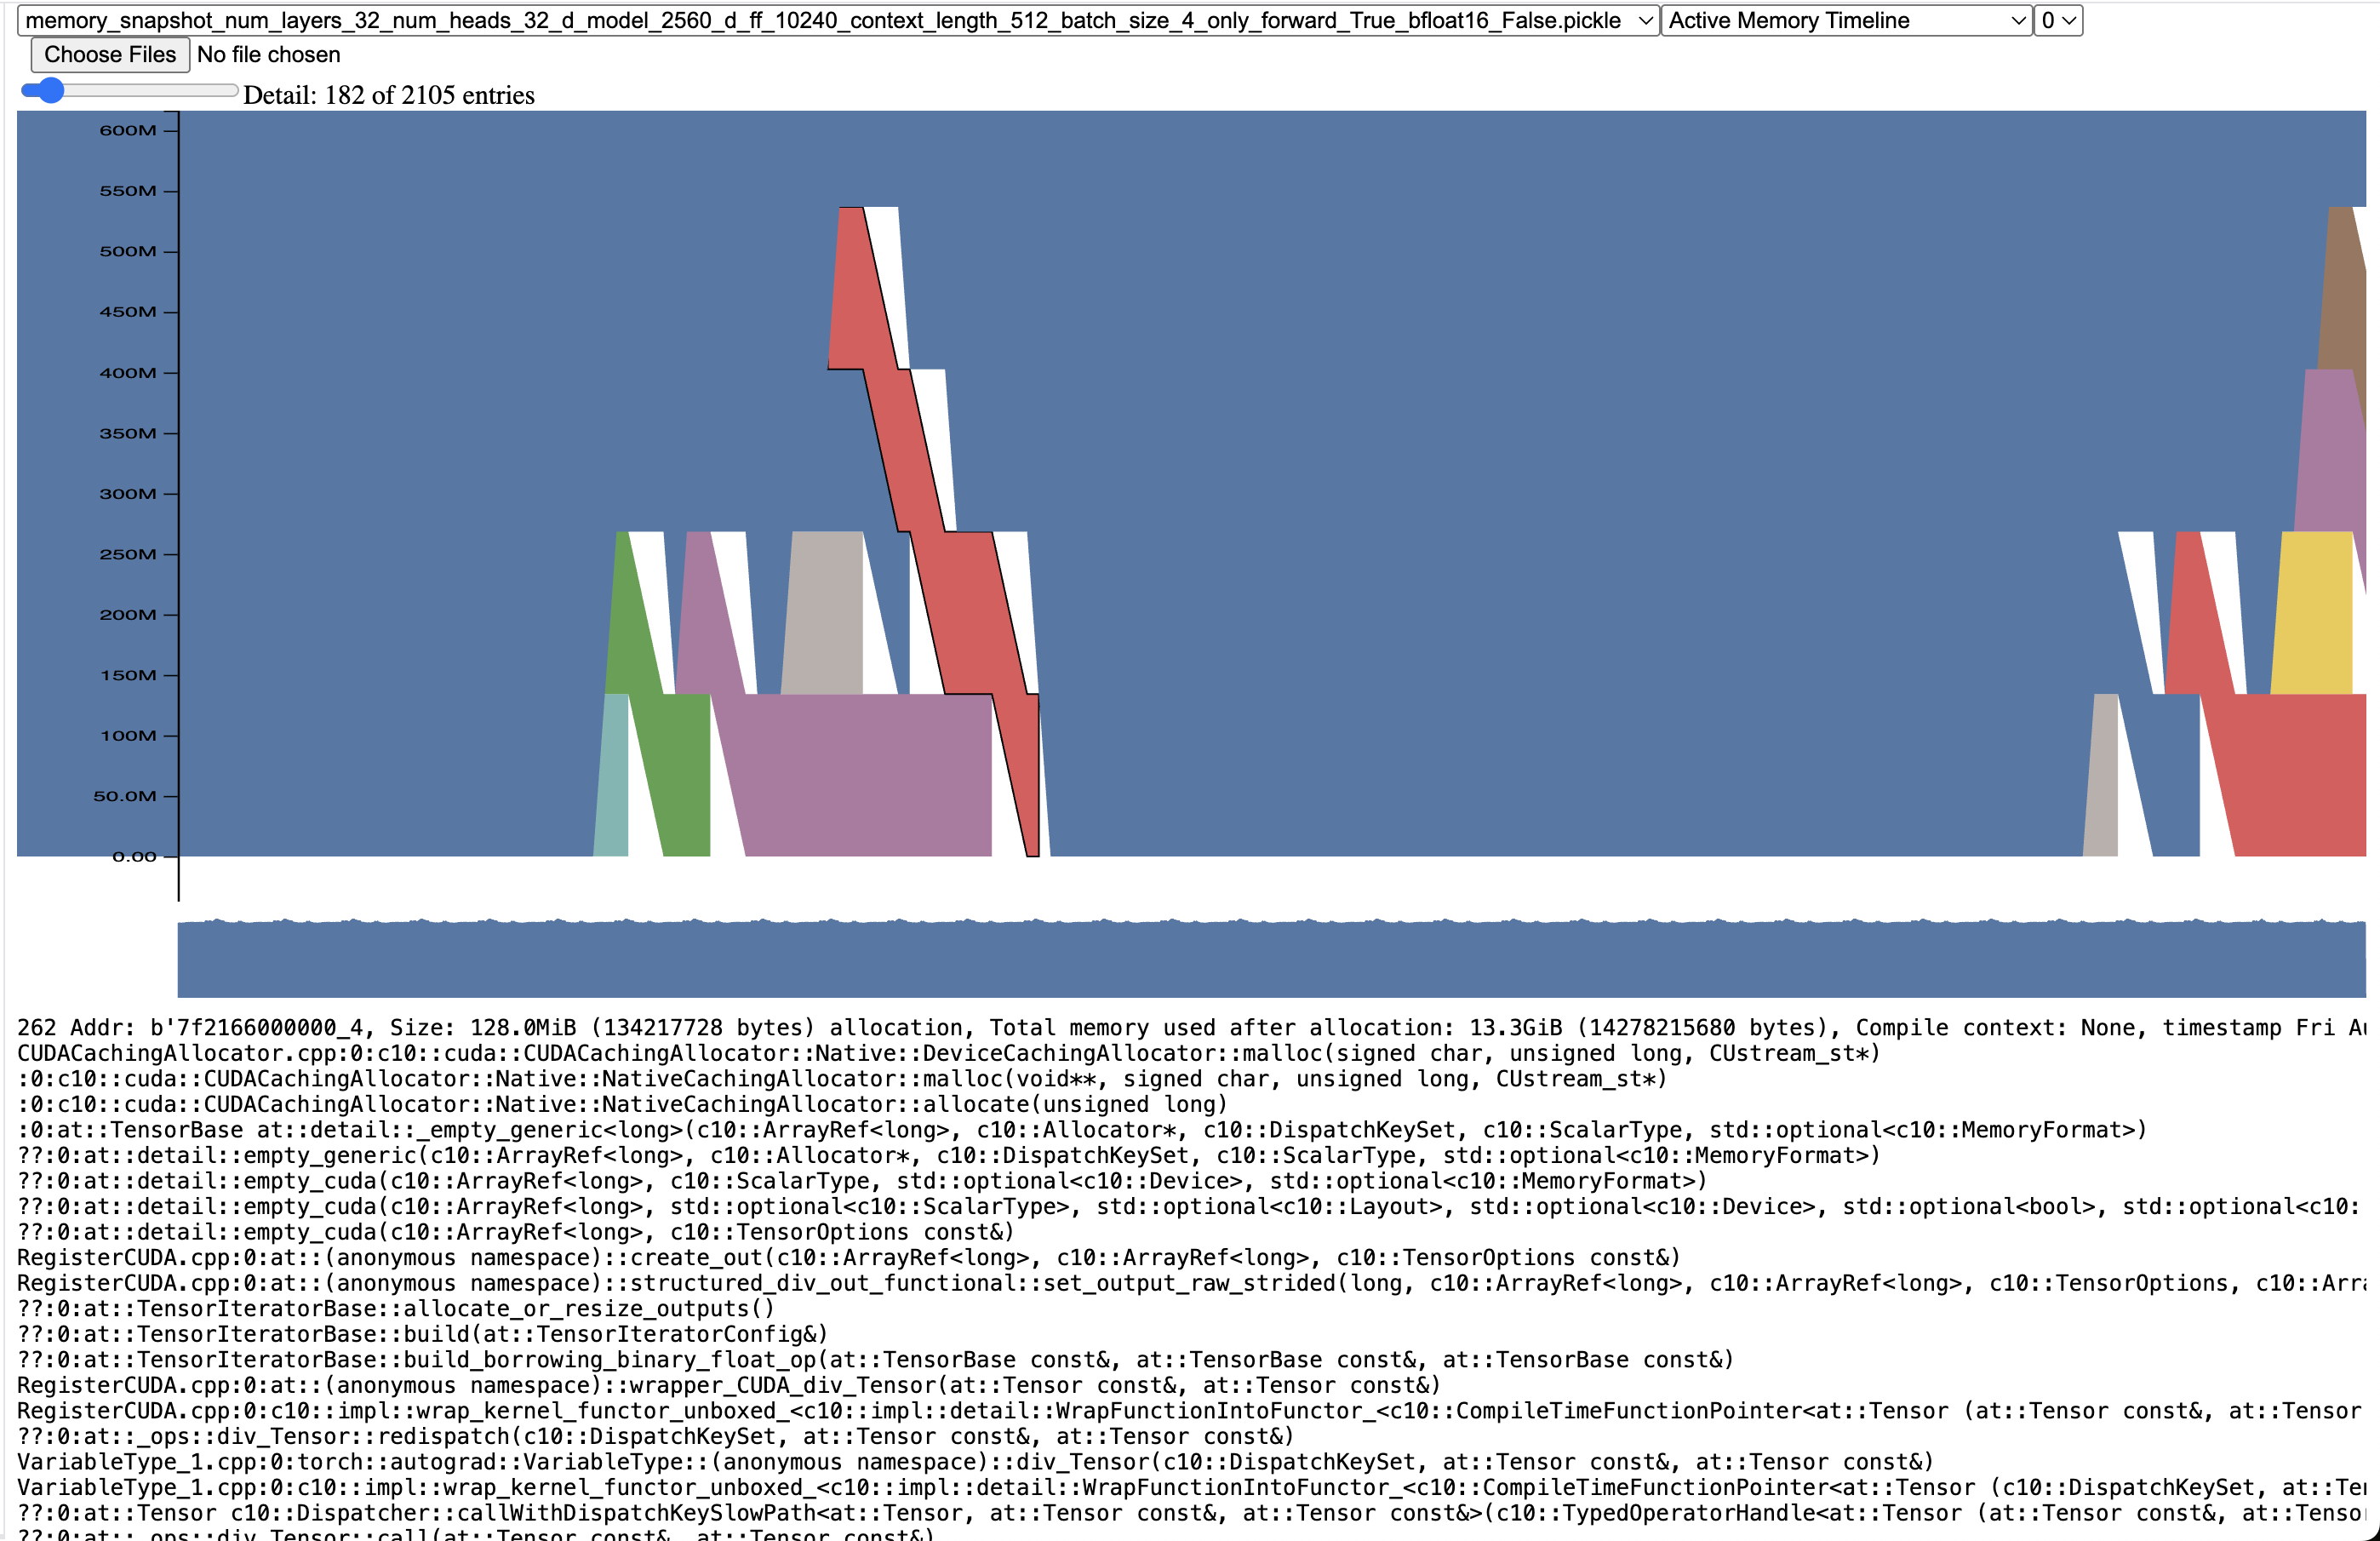 memory_snapshot_num_layers_32_num_heads_32_d_model_2560_d_ff_10240_context_length_512_batch_size_4_only_forward_True_bfloat16_False.pickle Active Memory Timeline 0
Choose Files No file chosen
Detail: 182 of 2105 entries
600M
550M
500M
450M
400M
350M
300M
250M
200M
150M
100M
50.0M
0.00
262 Addr: b'7f2166000000_4, Size: 128.0MiB (134217728 bytes) allocation, Total memory used after allocation: 13.3GiB (14278215680 bytes), Compile context: None, timestamp Fri
CUDACachingAllocator.cpp:0:c10::cuda::CUDACachingAllocator::Native::DeviceCachingAllocator::malloc(signed char, unsigned long, CUstream_st*)
:0:c10::cuda::CUDACachingAllocator::Native::NativeCachingAllocator::malloc(void**, signed char, unsigned long, CUstream_st*)
:0:c10::cuda::CUDACachingAllocator::Native::NativeCachingAllocator::allocate(unsigned long)
:0:at::TensorBase at::detail::_empty_generic<long>(c10::ArrayRef<long>, c10::Allocator*, c10::DispatchKeySet, c10::ScalarType, std::optional<c10::MemoryFormat>)
??:0:at::detail::empty_generic(c10::ArrayRef<long>, c10::Allocator*, c10::DispatchKeySet, c10::ScalarType, std::optional<c10::MemoryFormat>)
??:0:at::detail::empty_cuda(c10::ArrayRef<long>, c10::ScalarType, std::optional<c10::Device>, std::optional<c10::MemoryFormat>)
??:0:at::detail::empty_cuda(c10::ArrayRef<long>, std::optional<c10::ScalarType>, std::optional<c10::Layout>, std::optional<c10::Device>, std::optional<bool>, std::optional<c10:
??:0:at::detail::empty_cuda(c10::ArrayRef<long>, c10::TensorOptions const&)
RegisterCUDA.cpp:0:at::(anonymous namespace)::create_out(c10::ArrayRef<long>, c10::ArrayRef<long>, c10::TensorOptions const&)
RegisterCUDA.cpp:0:at::(anonymous namespace)::structured_div_out_functional::set_output_raw_strided(long, c10::ArrayRef<long>, c10::ArrayRef<long>, c10::TensorOptions, c10::Arr
??:0:at::TensorIteratorBase::allocate_or_resize_outputs()
??:0:at::TensorIteratorBase::build(at::TensorIteratorConfig&)
??:0:at::TensorIteratorBase::build_borrowing_binary_float_op(at::TensorBase const&, at::TensorBase const&, at::TensorBase const&)
RegisterCUDA.cpp:0:at::(anonymous namespace)::wrapper_CUDA_div_Tensor(at::Tensor const&, at::Tensor const&)
RegisterCUDA.cpp:0:c10::impl::wrap_kernel_functor_unboxed_<c10::impl::detail::WrapFunctionIntoFunctor_<c10::CompileTimeFunctionPointer<at::Tensor (at::Tensor const&, at::Tensor
??:0:at::_ops::div_Tensor::redispatch(c10::DispatchKeySet, at::Tensor const&, at::Tensor const&)
VariableType_1.cpp:0:torch::autograd::VariableType::(anonymous namespace)::div_Tensor(c10::DispatchKeySet, at::Tensor const&, at::Tensor const&)
VariableType_1.cpp:0:c10::impl::wrap_kernel_functor_unboxed_<c10::impl::detail::WrapFunctionIntoFunctor_<c10::CompileTimeFunctionPointer<at::Tensor (c10::DispatchKeySet, at::Te
??:0:at::Tensor c10::Dispatcher::callWithDispatchKeySlowPath<at::Tensor, at::Tensor const&, at::Tensor const&>(c10::TypedOperatorHandle<at::Tensor (at::Tensor const&, at::Tenso
??:0:at::_ops::div_Tensor::call(at::Tensor const&, at::Tensor const&)